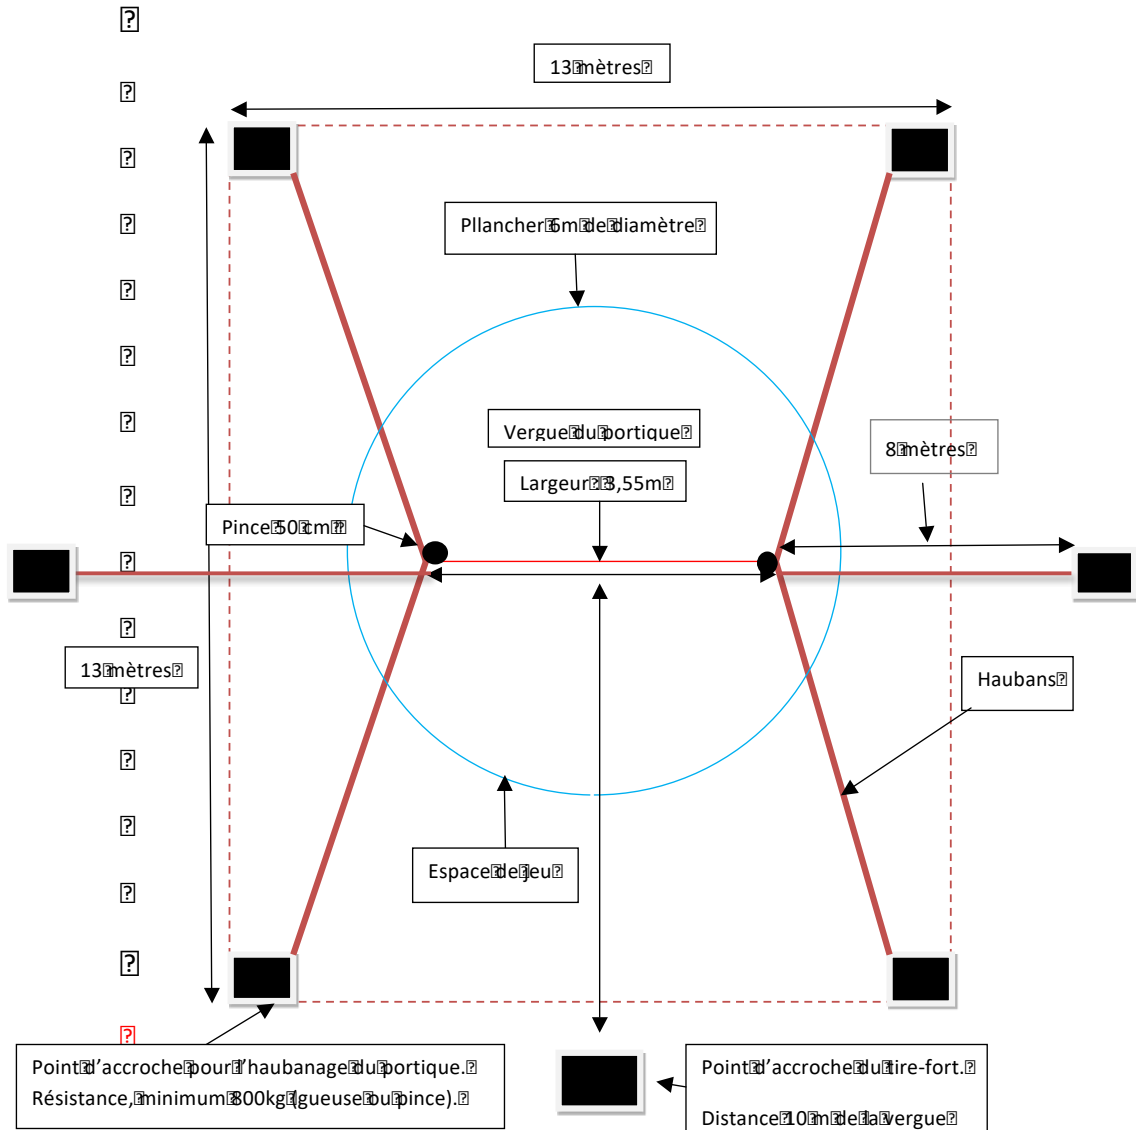 13 mètres
Pllancher 6m de diamètre
Vergue du portique
8 mètres
Largeur 3,55m
Pince 50 cm
13 mètres
Haubans
Espace de jeu
Point d'accroche pour l'haubanage du portique.
Résistance, minimum 800kg (gueuse ou pince).
Point d'accroche du tire-fort.
Distance 10 m de la vergue